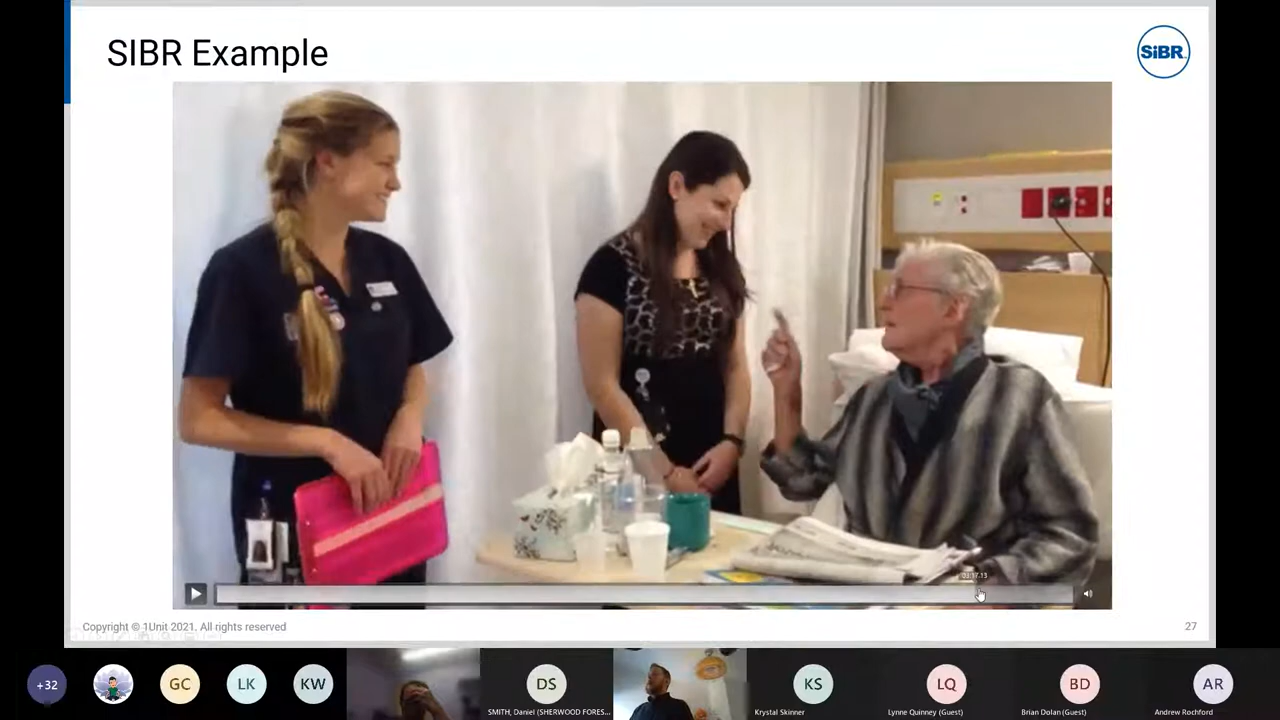 SIBR Example
SiBR
Copyright © 1Unit 2021. All rights reserved
27
+32
GC
LK
KW
DS
SMITH, Daniel (SHERWOOD FORES...
KS
Krystal Skinner
LQ
Lynne Quinney (Guest)
BD
Brian Dolan (Guest)
AR
Andrew Rochford